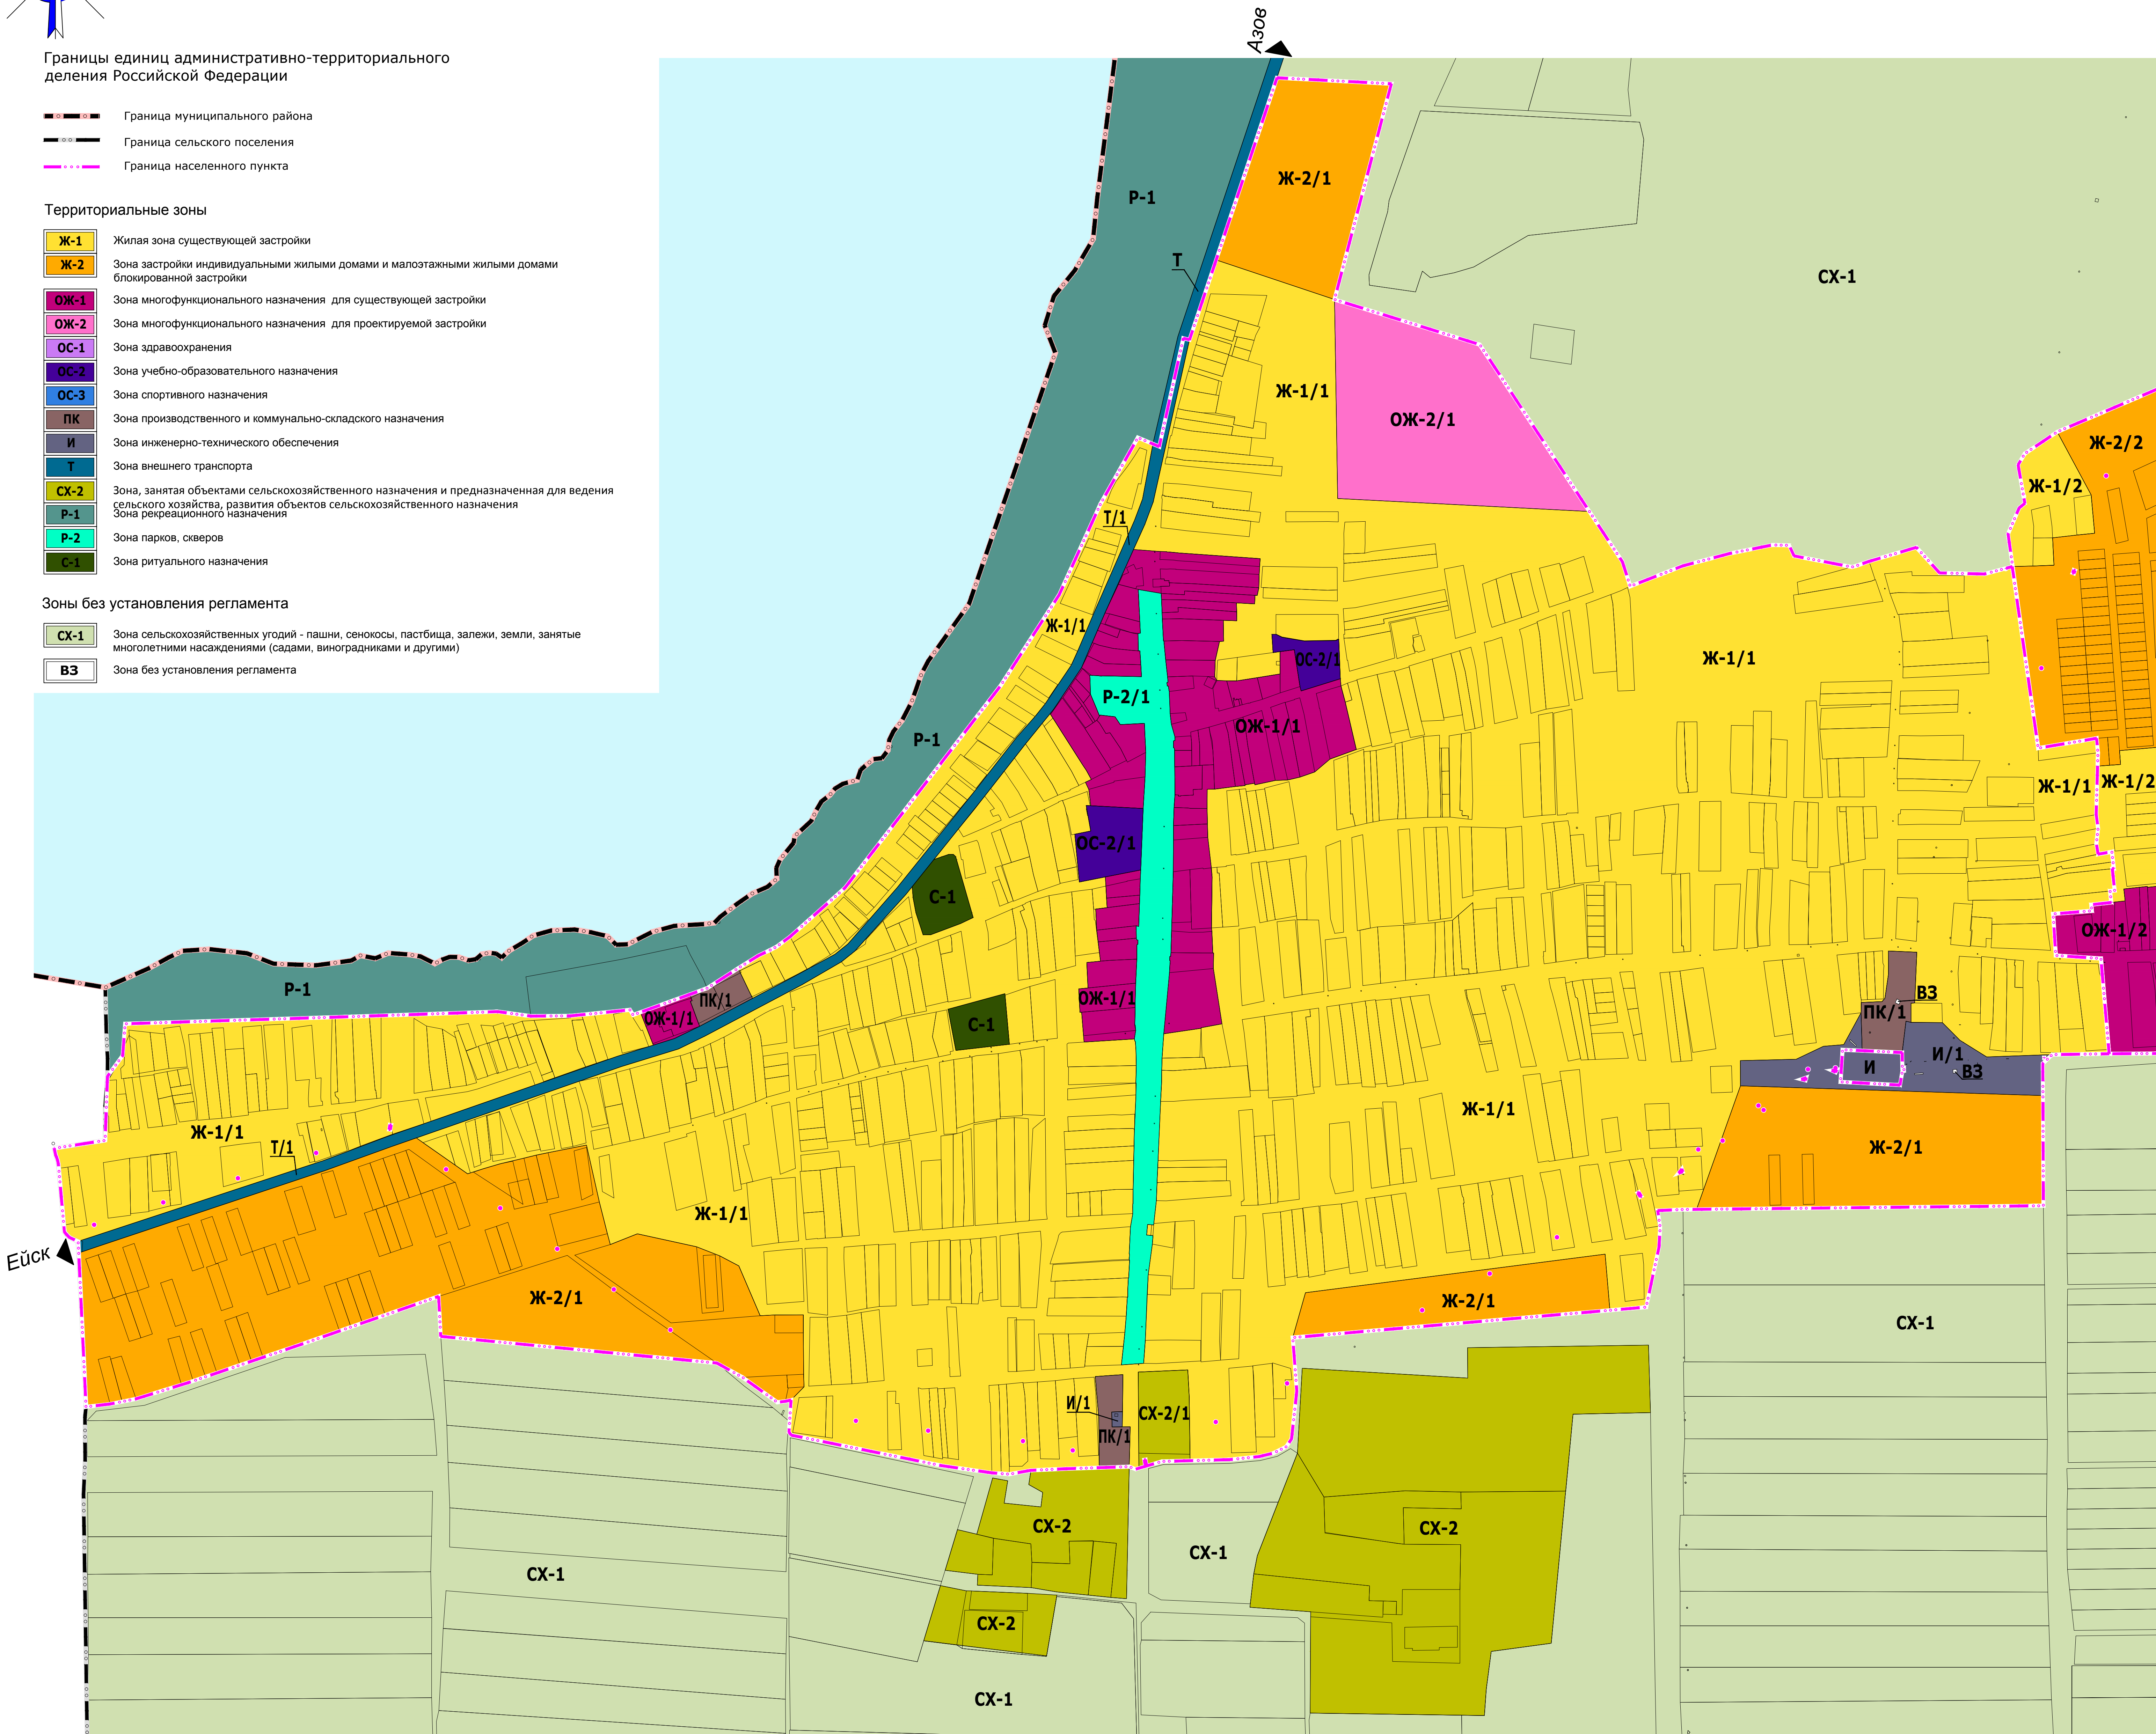 Границы единиц административно-территориального
деления Российской Федерации
Граница муниципального района
Граница сельского поселения
Граница населенного пункта
Территориальные зоны
Ж-1 Жилая зона существующей застройки
Ж-2 Зона застройки индивидуальными жилыми домами и малоэтажными жилыми домами
блокированной застройки
ОЖ-1 Зона многофункционального назначения для существующей застройки
ОЖ-2 Зона многофункционального назначения для проектируемой застройки
ОС-1 Зона здравоохранения
ОС-2 Зона учебно-образовательного назначения
ОС-3 Зона спортивного назначения
ПК Зона производственного и коммунально-складского назначения
И Зона инженерно-технического обеспечения
Т Зона внешнего транспорта
СХ-2 Зона, занятая объектами сельскохозяйственного назначения и предназначенная для ведения
сельского хозяйства, развития объектов сельскохозяйственного назначения
Р-1 Зона рекреационного назначения
Р-2 Зона парков, скверов
С-1 Зона ритуального назначения
Зоны без установления регламента
СХ-1 Зона сельскохозяйственных угодий - пашни, сенокосы, пастбища, залежи, земли, занятые
многолетними насаждениями (садами, виноградниками и другими)
ВЗ Зона без установления регламента
Азов
Ж-2/1
Р-1
Т
СХ-1
Ж-1/1
ОЖ-2/1
Ж-2/2
Ж-1/2
Т/1
Ж-1/1
ОС-2/1
Ж-1/1
Р-2/1
ОЖ-1/1
Р-1
Ж-1/1
Ж-1/2
ОС-2/1
С-1
ОЖ-1/2
Р-1
ПК/1
ОЖ-1/1
ОЖ-1/1
С-1
ВЗ
ПК/1
И/1
И
ВЗ
Ж-1/1
Ж-1/1
Т/1
Ж-2/1
Ж-1/1
Ейск
Ж-2/1
Ж-2/1
СХ-1
И/1
СХ-2/1
ПК/1
СХ-2
СХ-2
СХ-1
СХ-1
СХ-2
СХ-1